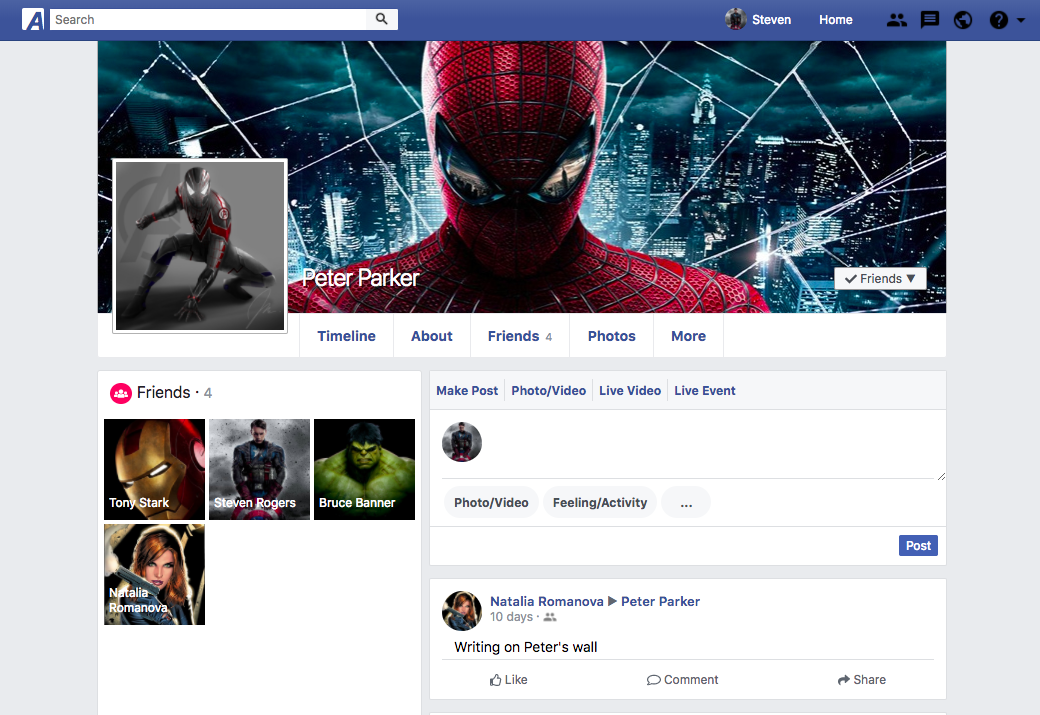 A
Search
Steven
Home
Peter Parker
Friends ▼
Timeline
About
Friends 4
Photos
More
Friends · 4
Tony Stark
Steven Rogers
Bruce Banner
Natalia
Romanova
Make Post
Photo/Video
Live Video
Live Event
Photo/Video
Feeling/Activity
...
Post
Natalia Romanova ▶ Peter Parker
10 days ·
Writing on Peter's wall
Like
Comment
Share